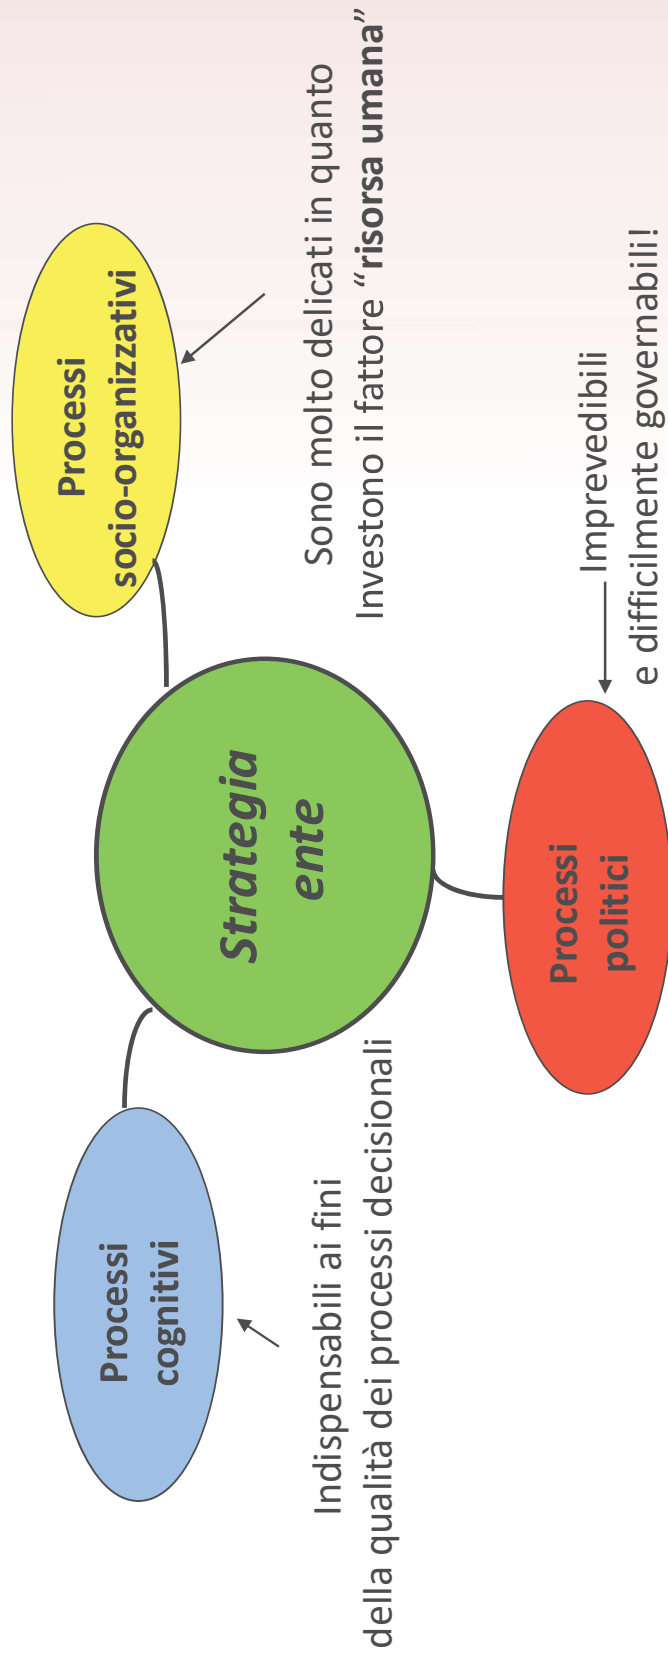 Processi
cognitivi
Processi
socio-organizzativi
Strategia
ente
Indispensabili ai fini
della qualità dei processi decisionali
Sono molto delicati in quanto
Investono il fattore “risorsa umana”
Processi
politici
Imprevedibili
e difficilmente governabili!